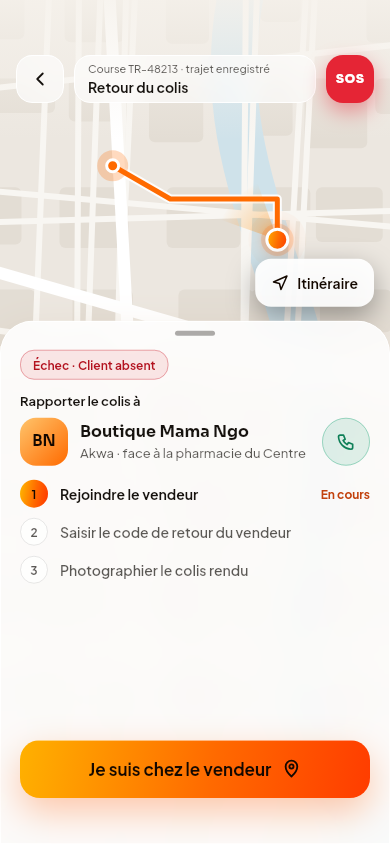 Course TR-48213 · trajet enregistré
Retour du colis
SOS
Itinéraire
Échec · Client absent
Rapporter le colis à
BN
Boutique Mama Ngo
Akwa · face à la pharmacie du Centre
1 Rejoindre le vendeur En cours
2 Saisir le code de retour du vendeur
3 Photographier le colis rendu
Je suis chez le vendeur